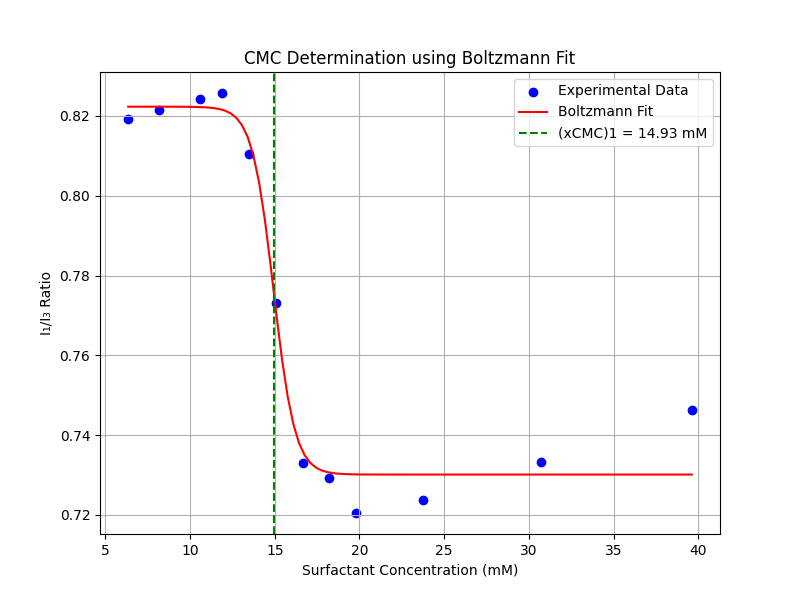 CMC Determination using Boltzmann Fit
Experimental Data
Boltzmann Fit
(xCMC)1 = 14.93 mM
I₁/I₃ Ratio
0.82
0.80
0.78
0.76
0.74
0.72
5 10 15 20 25 30 35 40
Surfactant Concentration (mM)